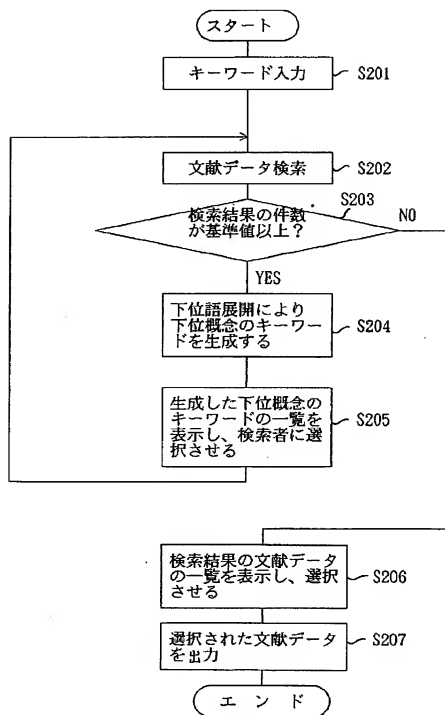 スタート
キーワード入力
S201
文献データ検索
S202
S203
検索結果の件数
が基準値以上?
NO
YES
下位語展開により
下位概念のキーワー
ドを生成する
S204
生成した下位概念の
キーワードの一覧を
表示し、検索者に選
択させる
S205
検索結果の文献データ
の一覧を表示し、選択
させる
S206
選択された文献データ
を出力
S207
エンド